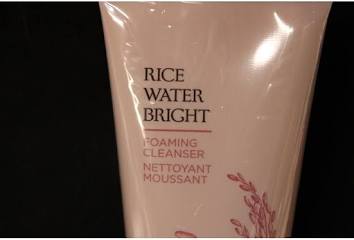 RICE
WATER
BRIGHT
FOAMING
CLEANSER
NETTOYANT
MOUSSANT